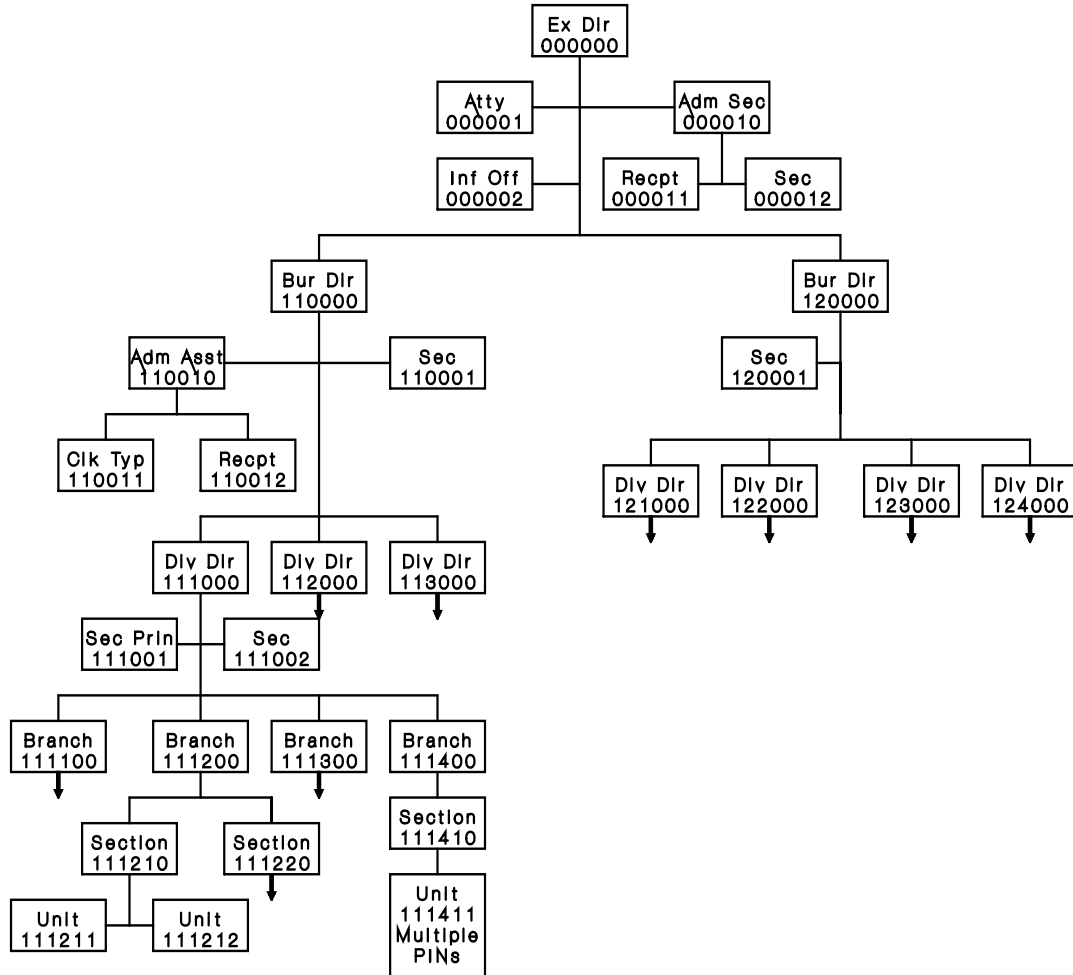 Ex Dir
000000
Atty
000001
Adm Sec
000010
Inf Off
000002
Recpt
000011
Sec
000012
Bur Dir
110000
Bur Dir
120000
Adm Asst
110010
Sec
110001
Sec
120001
Clk Typ
110011
Recpt
110012
Div Dir
121000
Div Dir
122000
Div Dir
123000
Div Dir
124000
Div Dir
111000
Div Dir
112000
Div Dir
113000
Sec Prin
111001
Sec
111002
Branch
111100
Branch
111200
Branch
111300
Branch
111400
Section
111210
Section
111220
Section
111410
Unit
111211
Unit
111212
Unit
111411
Multiple
PINs